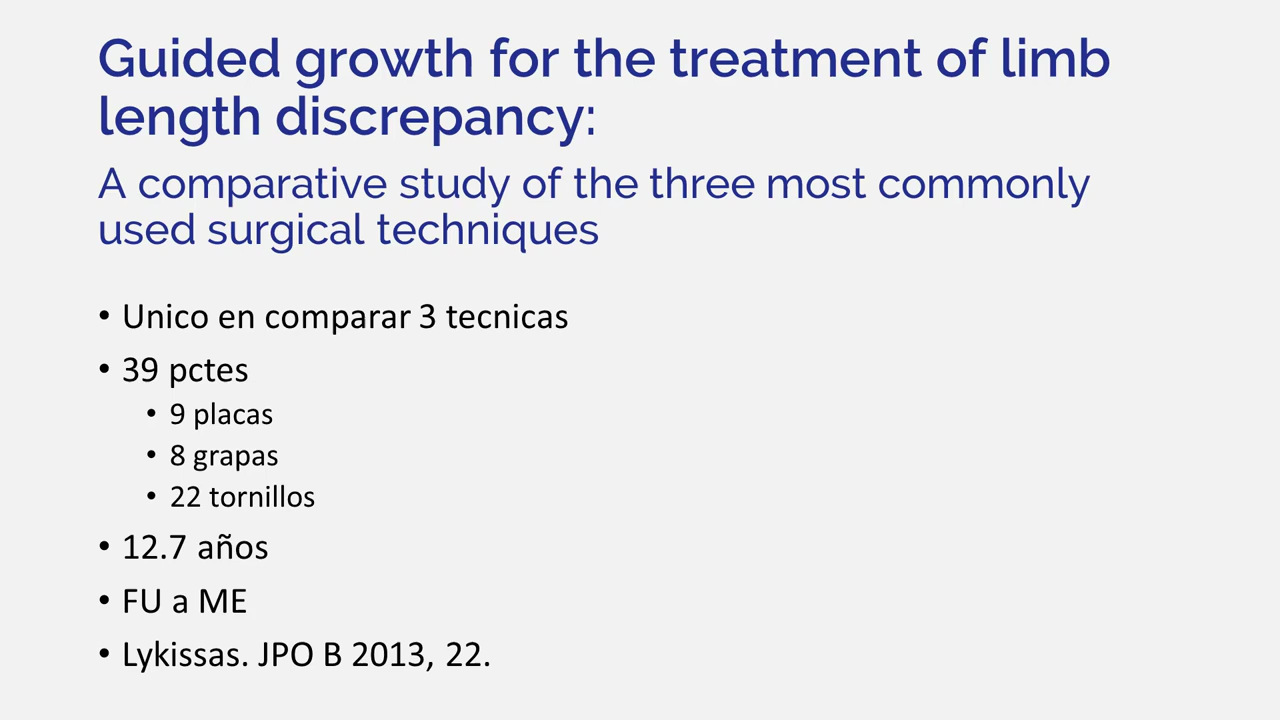 Guided growth for the treatment of limb
length discrepancy:
A comparative study of the three most commonly
used surgical techniques
• Unico en comparar 3 tecnicas
• 39 pctes
• 9 placas
• 8 grapas
• 22 tornillos
• 12.7 años
• FU a ME
• Lykissas. JPO B 2013, 22.